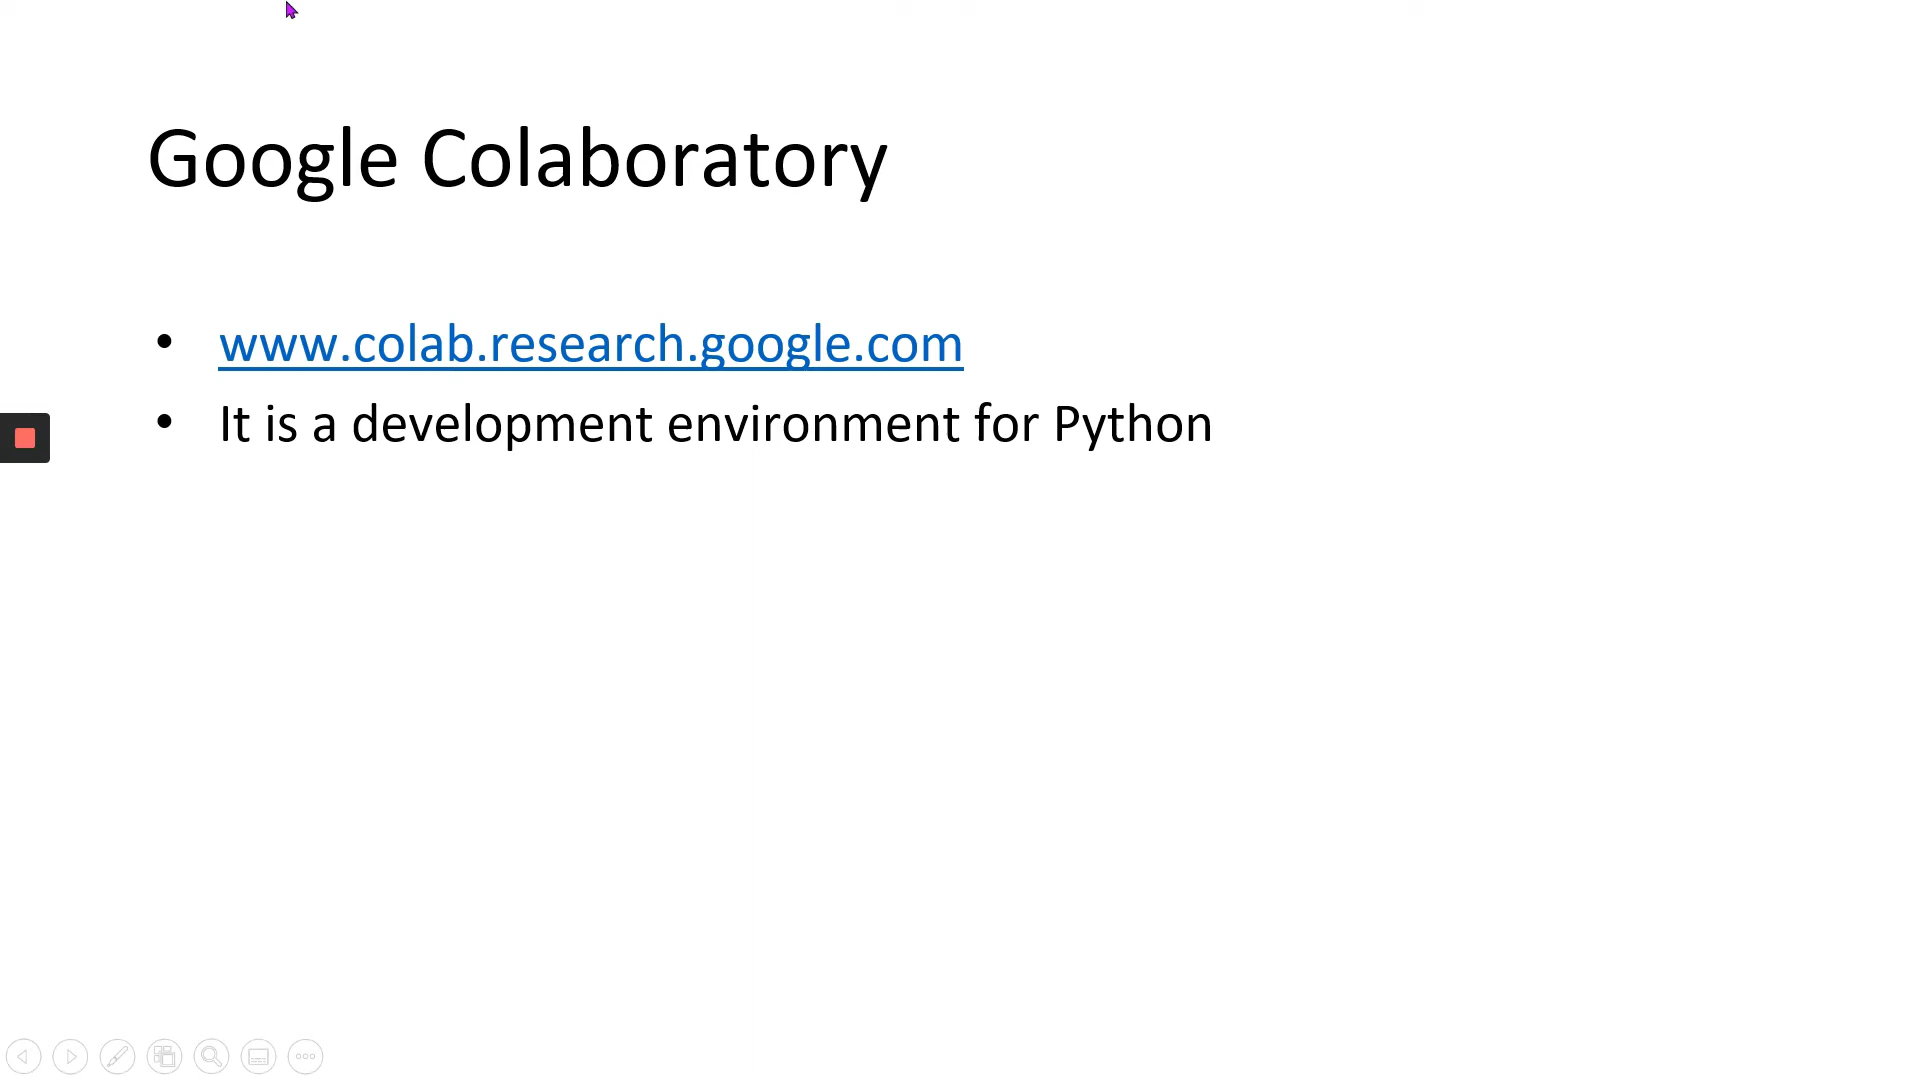 Google Colaboratory
• www.colab.research.google.com
• It is a development environment for Python